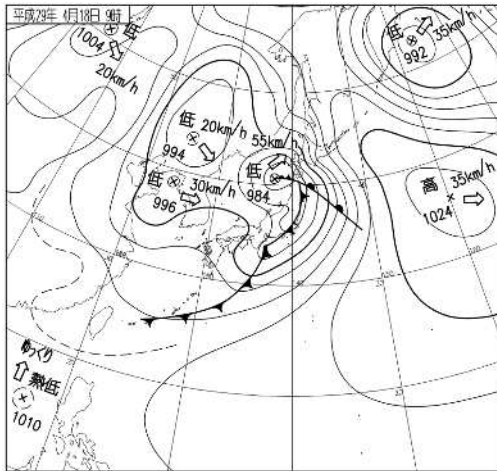 平成29年 4月18日 9時
低
1004
20km/h
低
992
35km/h
低
20km/h
994
55km/h
低
984
低
30km/h
996
高
35km/h
1024
ゆっくり
熱低
1010